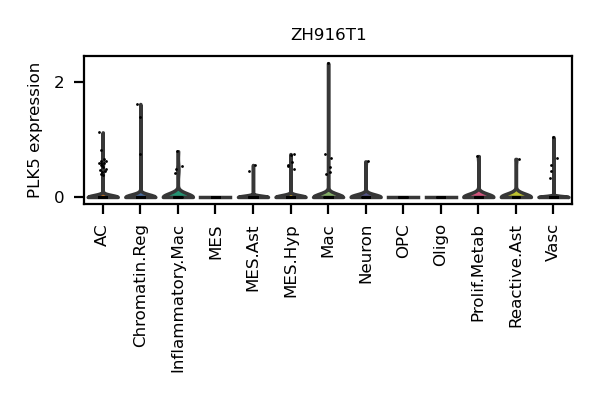 ZH916T1
PLK5 expression
2
0
AC
Chromatin.Reg
Inflammatory.Mac
MES
MES.Ast
MES.Hyp
Mac
Neuron
OPC
Oligo
Prolif.Metab
Reactive.Ast
Vasc